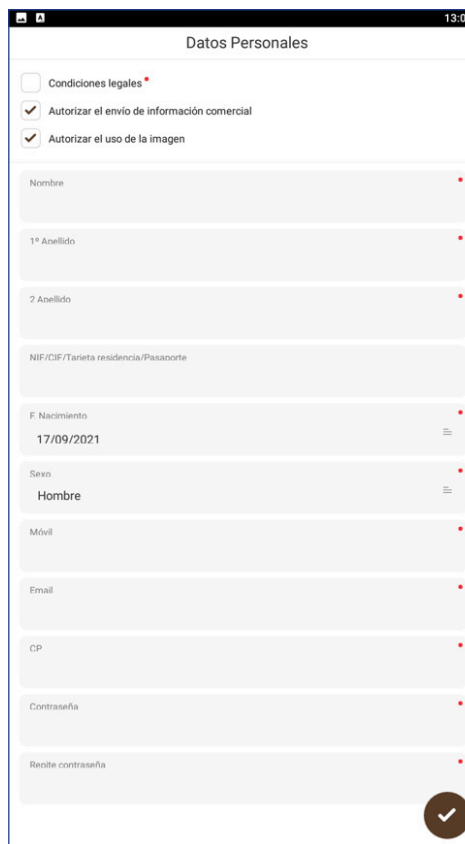 A
13:0
Datos Personales
Condiciones legales
Autorizar el envío de información comercial
Autorizar el uso de la imagen
Nombre
1º Apellido
2 Apellido
NIF/CIF/Tarjeta residencia/Pasaporte
F. Nacimiento
17/09/2021
Sexo
Hombre
Móvil
Email
CP
Contraseña
Repite contraseña